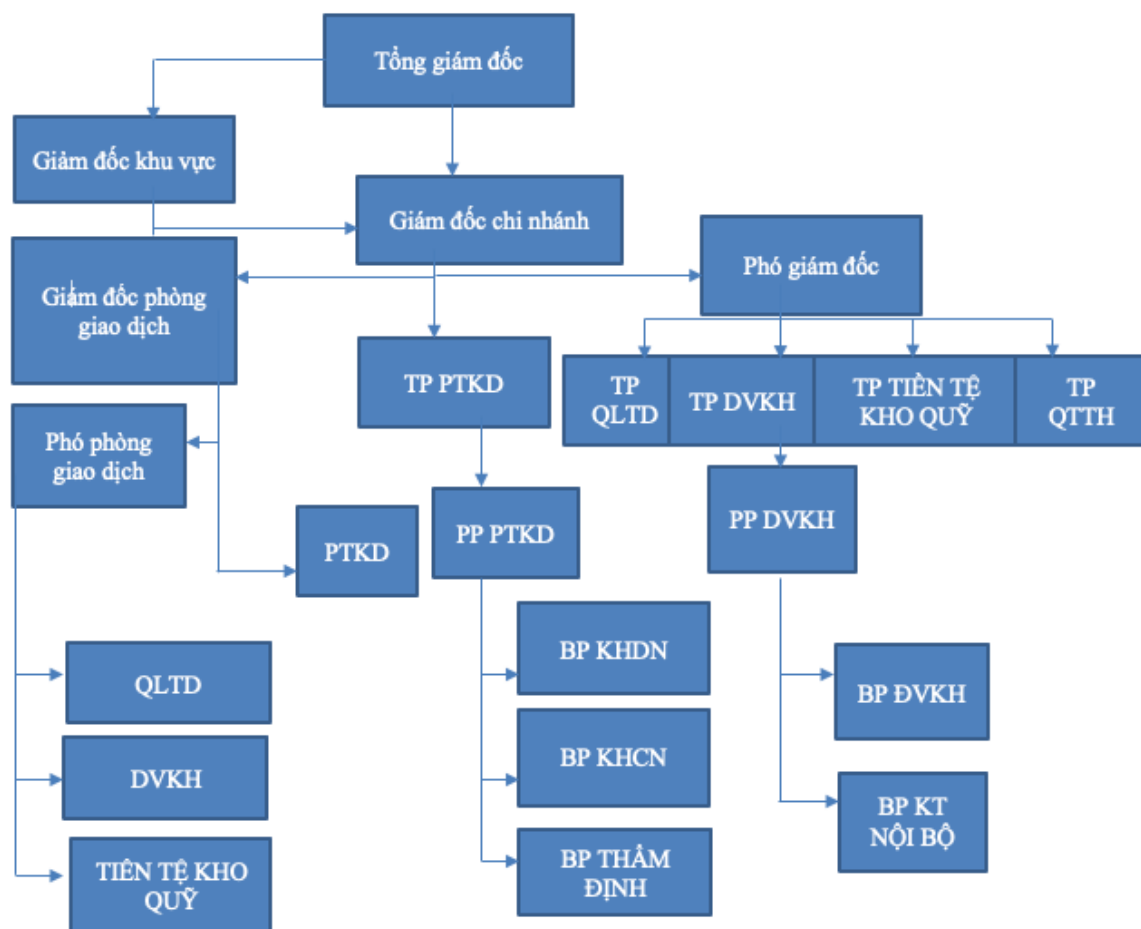 Tổng giám đốc
Giảm đốc khu vực
Giám đốc chi nhánh
Phó giám đốc
Giảm đốc phòng
giao dịch
TP PTKD
TP
QLTD
TP DVKH
TP TIỀN TỆ
KHO QUỸ
TP
QTTH
Phó phòng
giao dịch
PTKD
PP PTKD
PP DVKH
QLTD
DVKH
TIÊN TỆ KHO
QUỸ
BP KHDN
BP KHCN
BP THẨM
ĐỊNH
BP ĐVKH
BP KT
NỘI BỘ